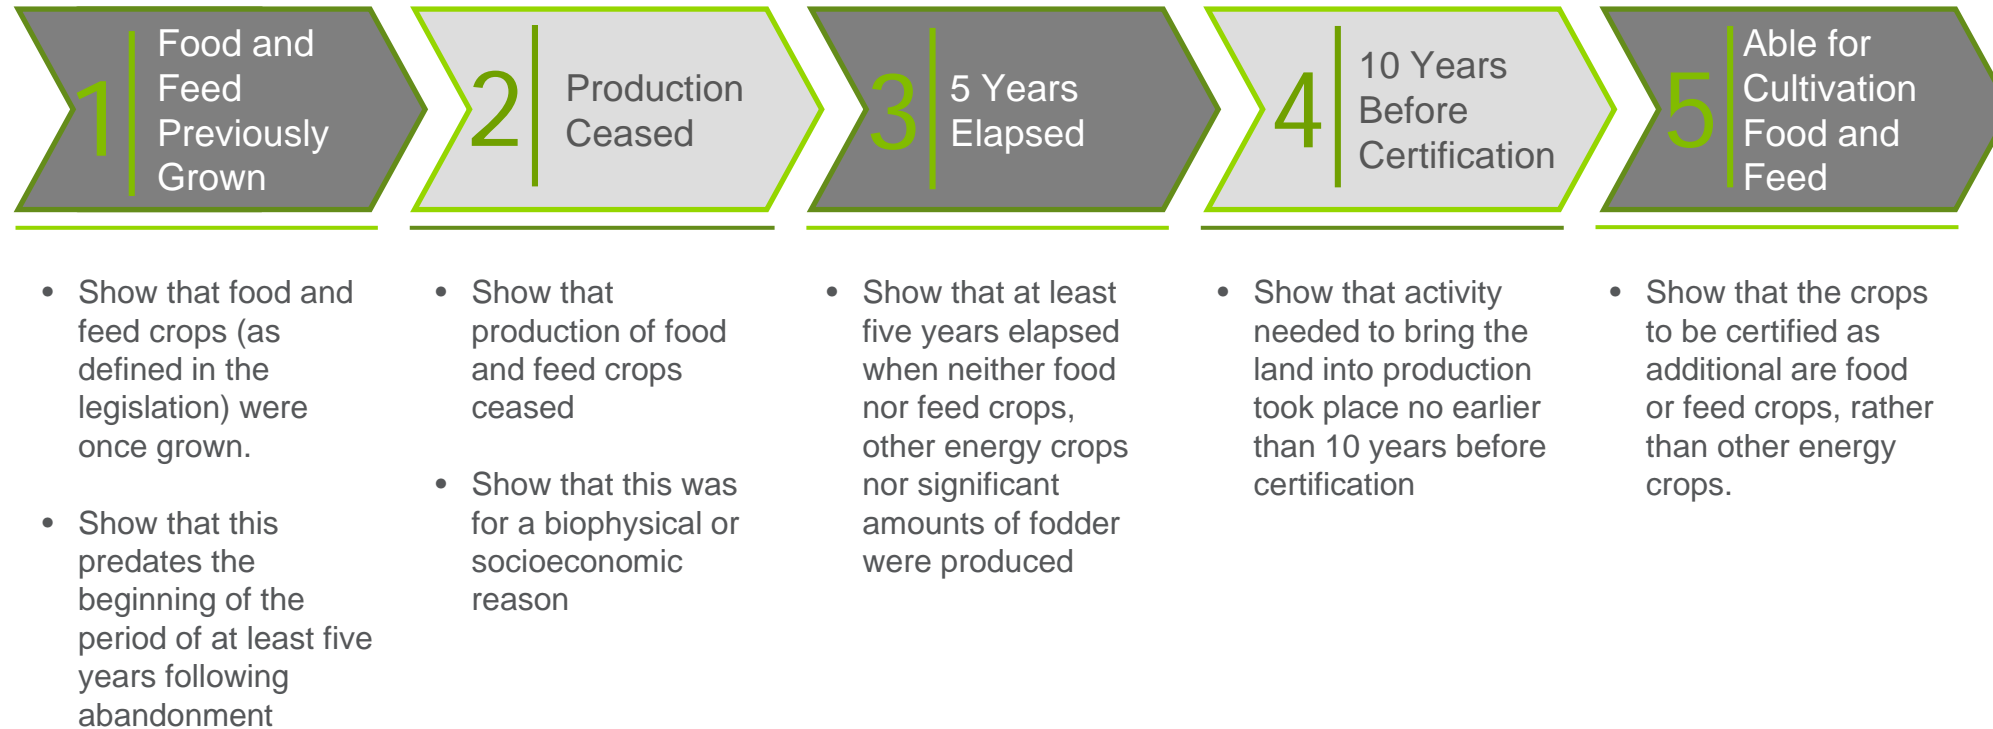 1
Food and
Feed
Previously
Grown
2
Production
Ceased
3
5 Years
Elapsed
4
10 Years
Before
Certification
5
Able for
Cultivation
Food and
Feed
• Show that food and
feed crops (as
defined in the
legislation) were
once grown.
• Show that this
predates the
beginning of the
period of at least five
years following
abandonment
• Show that
production of food
and feed crops
ceased
• Show that this was
for a biophysical or
socioeconomic
reason
• Show that at least
five years elapsed
when neither food
nor feed crops,
other energy crops
nor significant
amounts of fodder
were produced
• Show that activity
needed to bring the
land into production
took place no earlier
than 10 years before
certification
• Show that the crops
to be certified as
additional are food
or feed crops, rather
than other energy
crops.